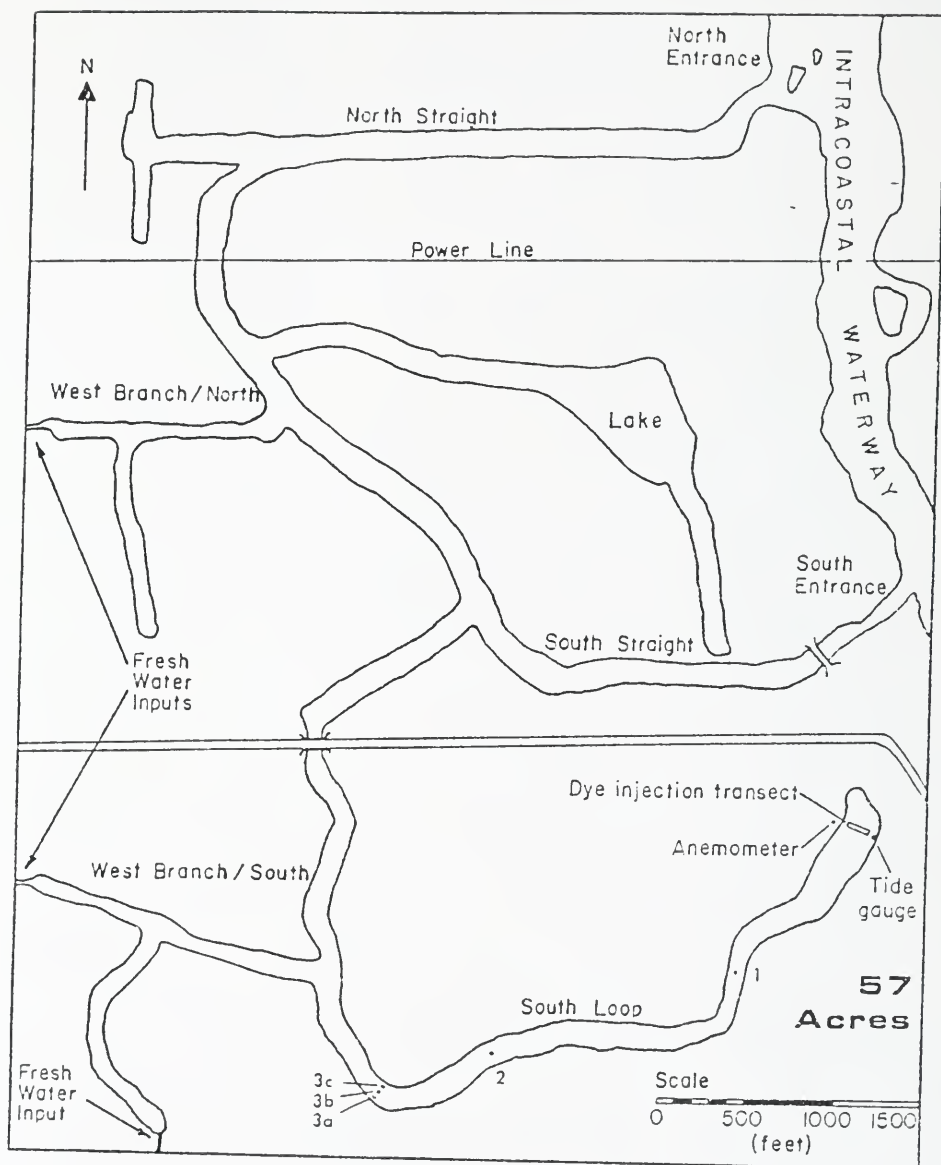 North
Entrance
INTRACOASTAL
WATERWAY
N
North Straight
Power Line
West Branch/North
Lake
South
Entrance
South Straight
Fresh
Water
Inputs
Dye injection transect
Anemometer
Tide
gauge
West Branch/South
1
57
Acres
South Loop
2
3c
3b
3a
Fresh
Water
Input
Scale
0 500 1000 1500
(feet)